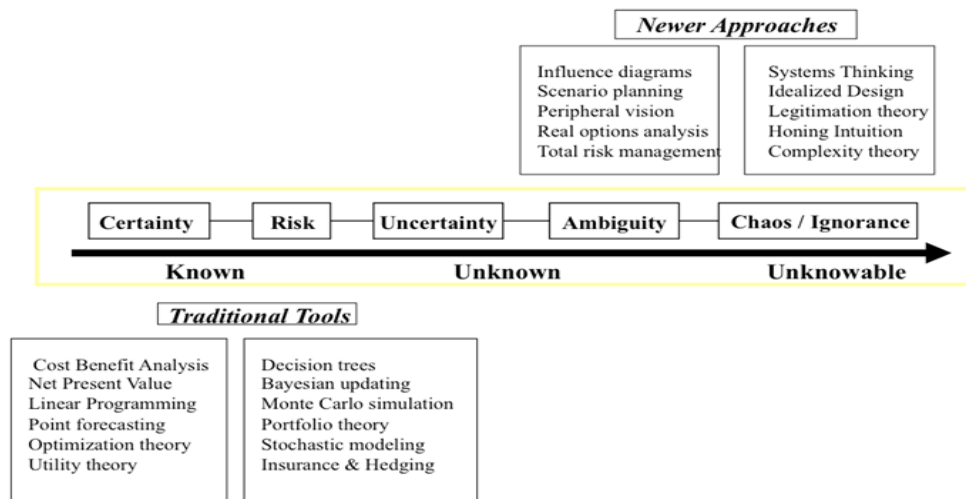 Newer Approaches
Influence diagrams
Scenario planning
Peripheral vision
Real options analysis
Total risk management
Systems Thinking
Idealized Design
Legitimation theory
Honing Intuition
Complexity theory
Certainty
Risk
Uncertainty
Ambiguity
Chaos / Ignorance
Known
Unknown
Unknowable
Traditional Tools
Cost Benefit Analysis
Net Present Value
Linear Programming
Point forecasting
Optimization theory
Utility theory
Decision trees
Bayesian updating
Monte Carlo simulation
Portfolio theory
Stochastic modeling
Insurance & Hedging